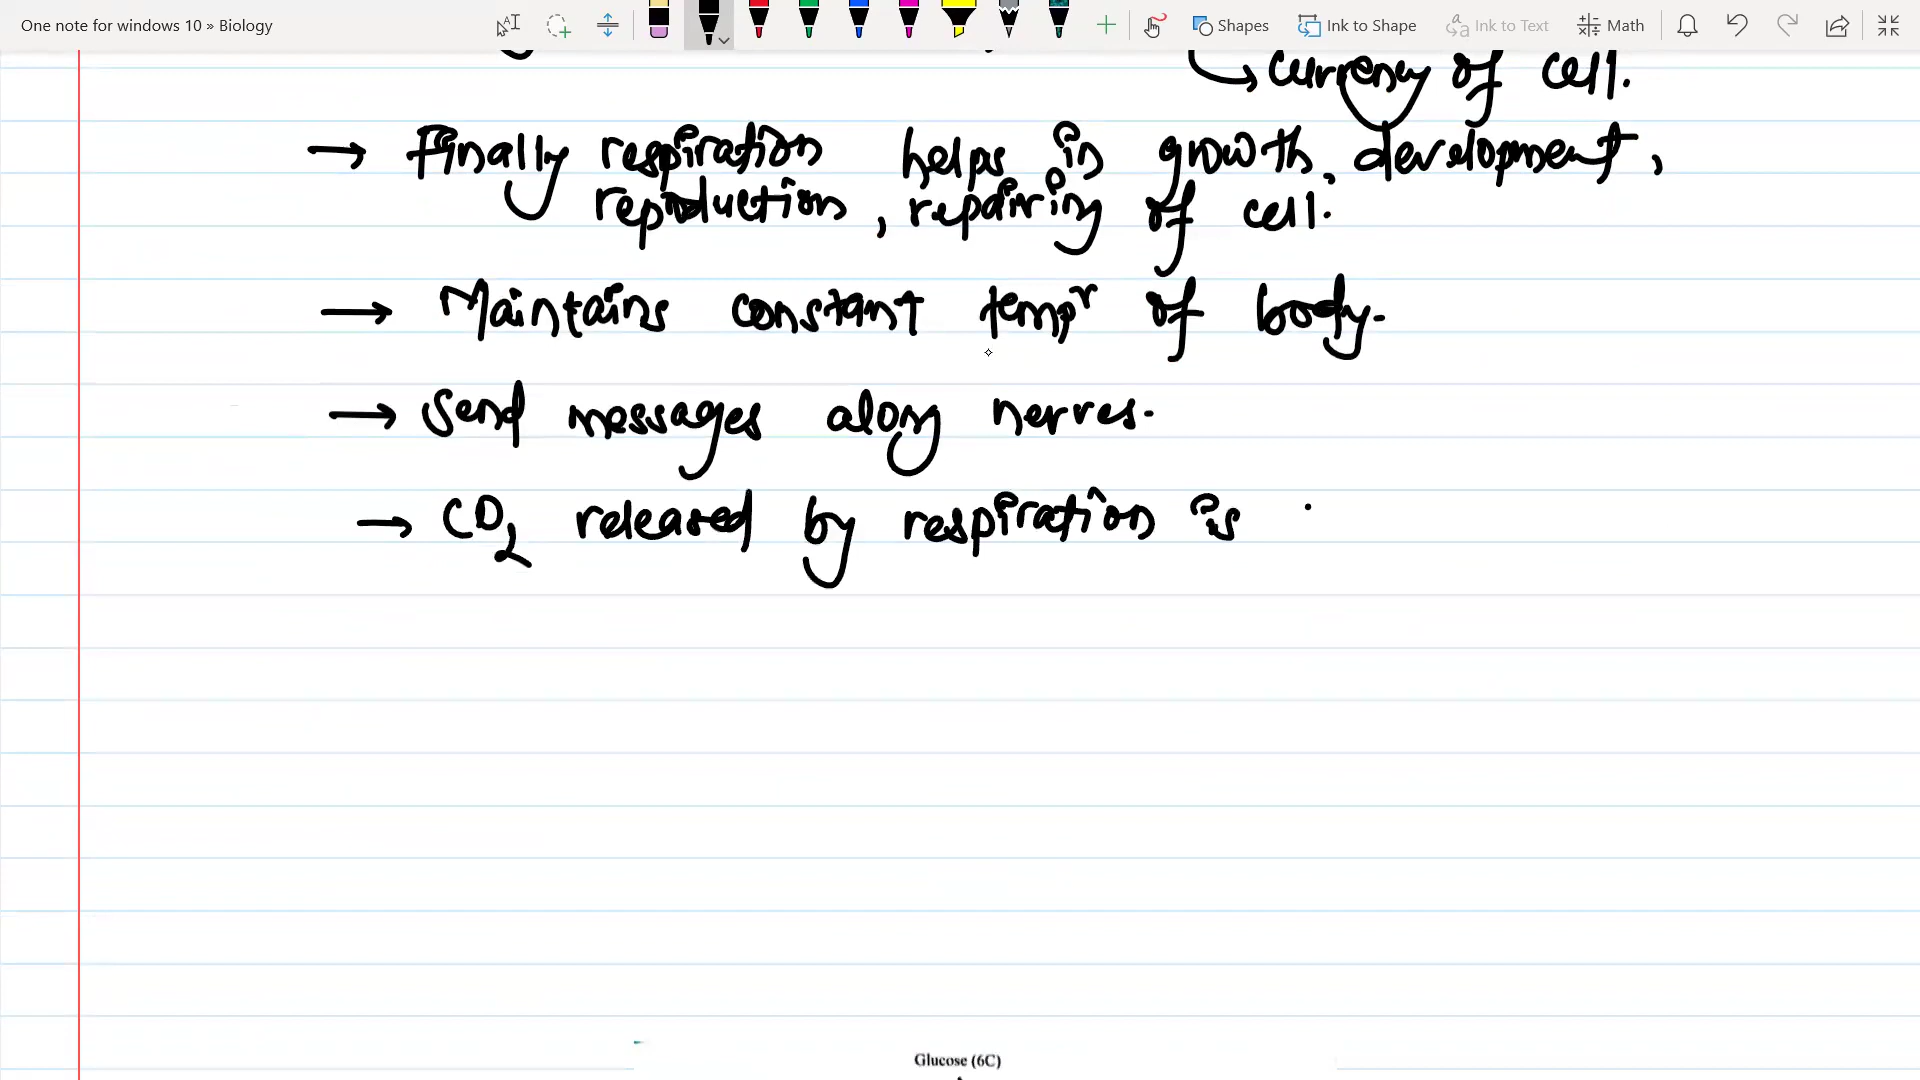 One note for windows 10 » Biology
Shapes Ink to Shape Ink to Text Math
↳ currency of cell.
→ Finally respiration helps in growth, development,
reproduction, repairing of cell.
→ Maintains constant tempr of body.
→ Send messages along nerves.
→ CO2 released by respiration is
Glucose (6C)